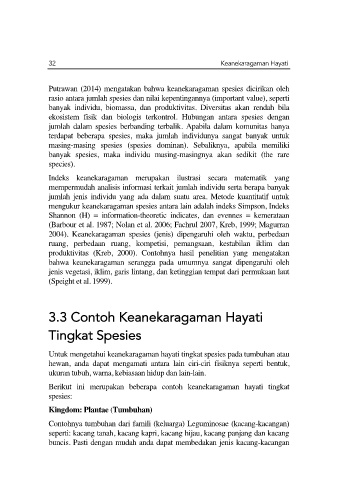 32 Keanekaragaman Hayati
Putrawan (2014) mengatakan bahwa keanekaragaman spesies dicirikan oleh
rasio antara jumlah spesies dan nilai kepentingannya (important value), seperti
banyak individu, biomassa, dan produktivitas. Diversitas akan rendah bila
ekosistem fisik dan biologis terkontrol. Hubungan antara spesies dengan
jumlah dalam spesies berbanding terbalik. Apabila dalam komunitas hanya
terdapat beberapa spesies, maka jumlah individunya sangat banyak untuk
masing-masing spesies (spesies dominan). Sebaliknya, apabila memiliki
banyak spesies, maka individu masing-masingnya akan sedikit (the rare
species).
Indeks keanekaragaman merupakan ilustrasi secara matematik yang
mempermudah analisis informasi terkait jumlah individu serta berapa banyak
jumlah jenis individu yang ada dalam suatu area. Metode kuantitatif untuk
mengukur keanekaragaman spesies antara lain adalah indeks Simpson, Indeks
Shannon (H) = information-theoretic indicates, dan evennes = kemerataan
(Barbour et al. 1987; Nolan et al. 2006; Fachrul 2007, Kreb, 1999; Magurran
2004). Keanekaragaman spesies (jenis) dipengaruhi oleh waktu, perbedaan
ruang, perbedaan ruang, kompetisi, pemangsaan, kestabilan iklim dan
produktivitas (Kreb, 2000). Contohnya hasil penelitian yang mengatakan
bahwa keanekaragaman serangga pada umumnya sangat dipengaruhi oleh
jenis vegetasi, iklim, garis lintang, dan ketinggian tempat dari permukaan laut
(Speight et al. 1999).
3.3 Contoh Keanekaragaman Hayati
Tingkat Spesies
Untuk mengetahui keanekaragaman hayati tingkat spesies pada tumbuhan atau
hewan, anda dapat mengamati antara lain ciri-ciri fisiknya seperti bentuk,
ukuran tubuh, warna, kebiasaan hidup dan lain-lain.
Berikut ini merupakan beberapa contoh keanekaragaman hayati tingkat
spesies:
Kingdom: Plantae (Tumbuhan)
Contohnya tumbuhan dari famili (keluarga) Leguminosae (kacang-kacangan)
seperti: kacang tanah, kacang kapri, kacang hijau, kacang panjang dan kacang
buncis. Pasti dengan mudah anda dapat membedakan jenis kacang-kacangan